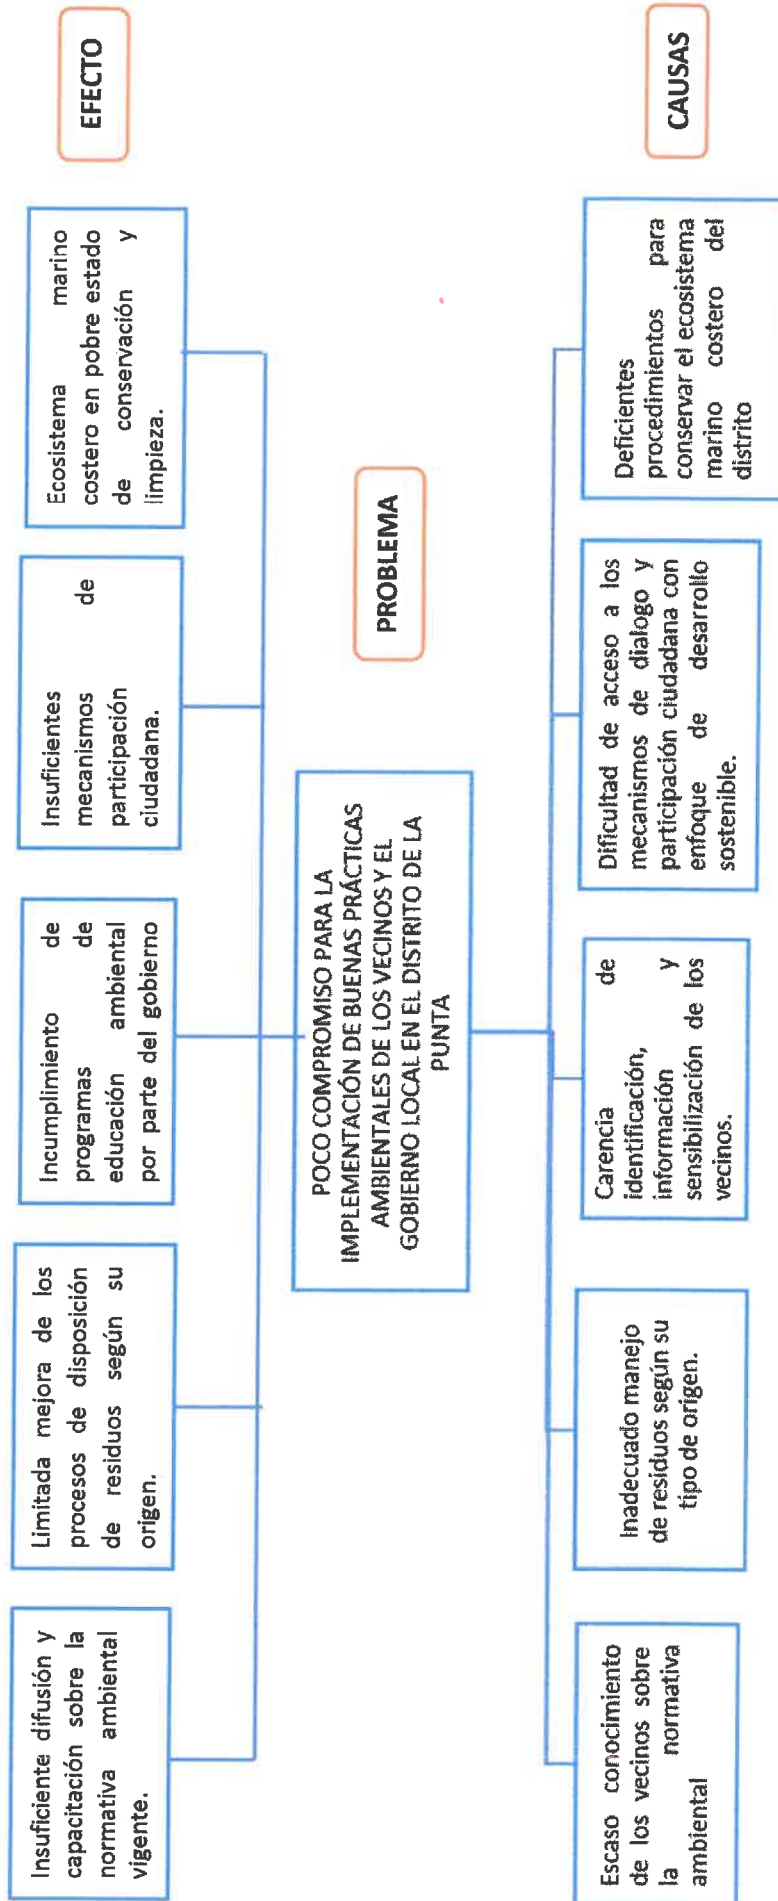 Insuficiente difusión y
capacitación sobre la
normativa ambiental
vigente.
Limitada mejora de los
procesos de disposición
de residuos según su
origen.
Incumplimiento de
programas de
educación ambiental
por parte del gobierno
Insuficientes
mecanismos de
participación
ciudadana.
Ecosistema marino
costero en pobre estado
de conservación y
limpieza.
EFECTO
POCO COMPROMISO PARA LA
IMPLEMENTACIÓN DE BUENAS PRÁCTICAS
AMBIENTALES DE LOS VECINOS Y EL
GOBIERNO LOCAL EN EL DISTRITO DE LA
PUNTA
PROBLEMA
Escaso conocimiento
de los vecinos sobre
la normativa
ambiental
Inadecuado manejo
de residuos según su
tipo de origen.
Carencia de
identificación,
información y
sensibilización de los
vecinos.
Dificultad de acceso a los
mecanismos de dialogo y
participación ciudadana con
enfoque de desarrollo
sostenible.
Deficientes
procedimientos para
conservar el ecosistema
marino costero del
distrito
CAUSAS